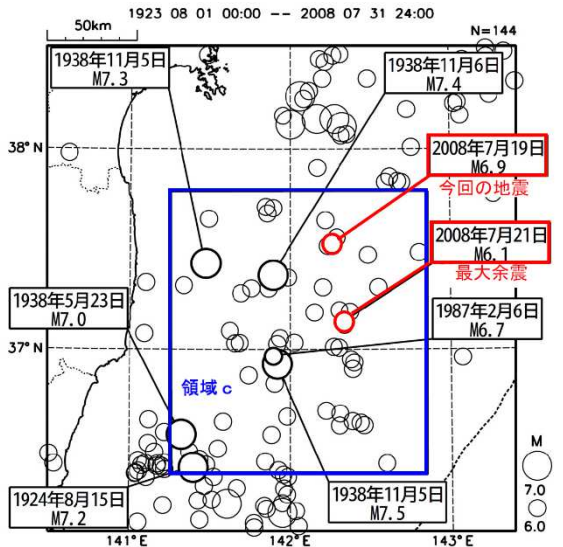 1923 08 01 00:00 -- 2008 07 31 24:00
50km
N=144
1938年11月5日
M7.3
1938年11月6日
M7.4
38° N
2008年7月19日
M6.9
今回の地震
2008年7月21日
M6.1
最大余震
1938年5月23日
M7.0
1987年2月6日
M6.7
37° N
領域c
M
7.0
6.0
1924年8月15日
M7.2
1938年11月5日
M7.5
141° E
142° E
143° E